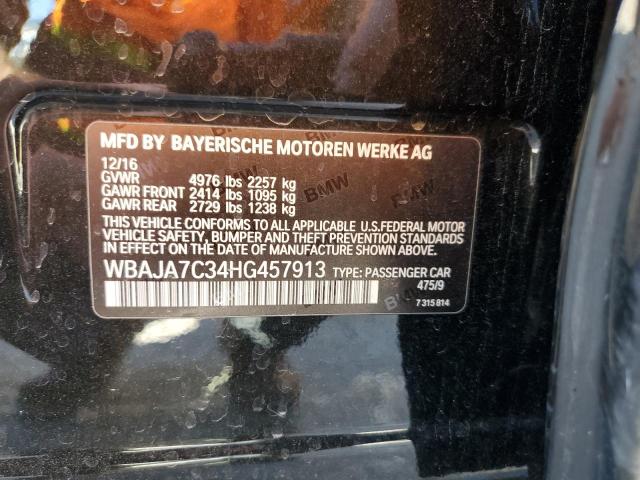 MFD BY BAYERISCHE MOTOREN WERKE AG
12/16
GVWR 4976 lbs 2257 kg
GAWR FRONT 2414 lbs 1095 kg
GAWR REAR 2729 lbs 1238 kg
THIS VEHICLE CONFORMS TO ALL APPLICABLE U.S.FEDERAL MOTOR
VEHICLE SAFETY, BUMPER AND THEFT PREVENTION STANDARDS
IN EFFECT ON THE DATE OF MANUFACTURE SHOWN ABOVE.
WBAJA7C34HG457913 TYPE: PASSENGER CAR
475/9
7 315 814
BMW